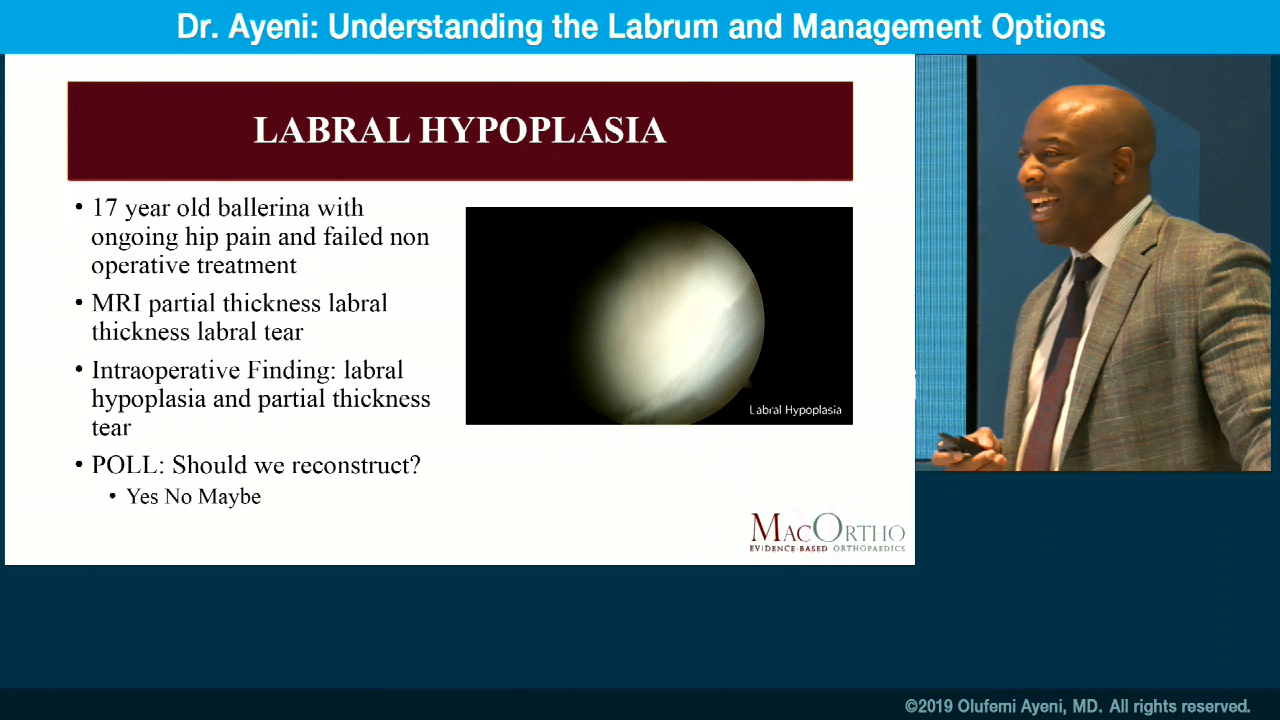 Dr. Ayeni: Understanding the Labrum and Management Options
LABRAL HYPOPLASIA
• 17 year old ballerina with
ongoing hip pain and failed non
operative treatment
• MRI partial thickness labral
thickness labral tear
• Intraoperative Finding: labral
hypoplasia and partial thickness
tear
• POLL: Should we reconstruct?
• Yes No Maybe
Labral Hypoplasia
MACORTHO
EVIDENCE BASED ORTHOPAEDICS
©2019 Olufemi Ayeni, MD. All rights reserved.